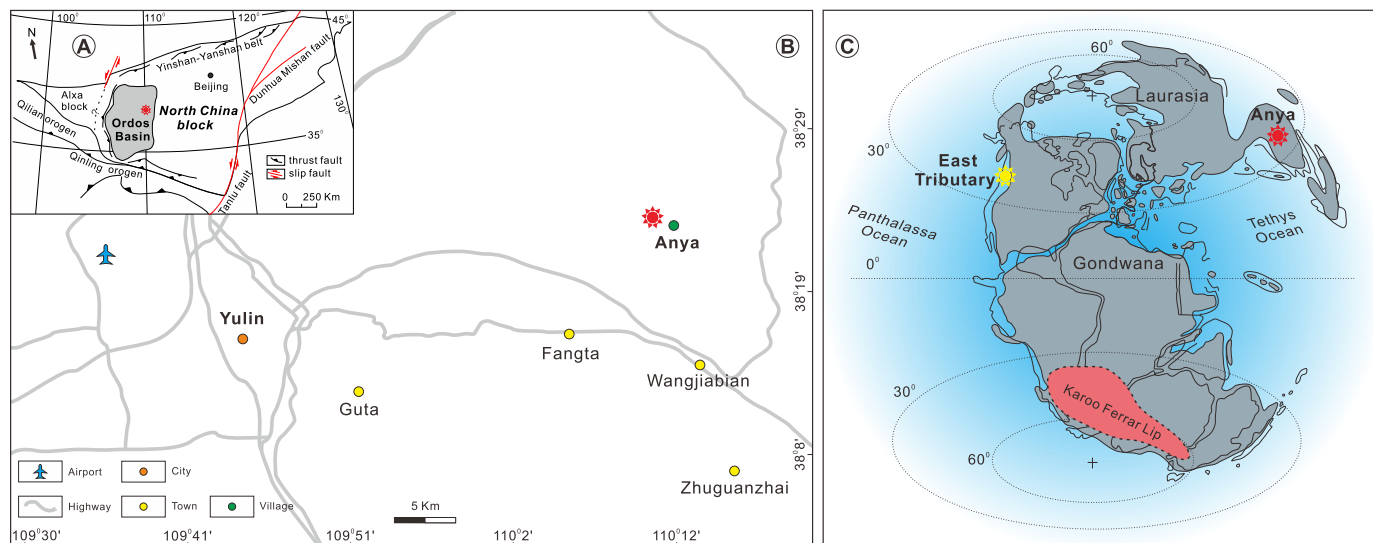 100°
110°
120°
45°
N
A
Yinshan-Yanshan belt
Dunhua Mishan fault
Beijing
Alxa
block
130°
Qilian orogen
North China
block
Ordos
Basin
35°
Qinling orogen
thrust fault
slip fault
Tanlu fault
0 250 Km
B
38°29'
Anya
38°19'
Yulin
Fangta
Wangjiabian
Guta
38°8'
Zhuguanzhai
Airport
City
Highway
Town
Village
5 Km
109°30'
109°41'
109°51'
110°2'
110°12'
C
60°
Laurasia
Anya
30°
East
Tributary
Panthalassa
Ocean
Tethys
Ocean
Gondwana
0°
30°
Karoo Ferrar Lip
60°